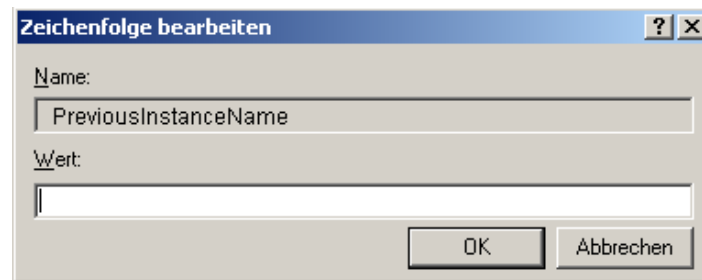 Zeichenfolge bearbeiten ? X
Name:
PreviousInstanceName
Wert:
OK Abbrechen